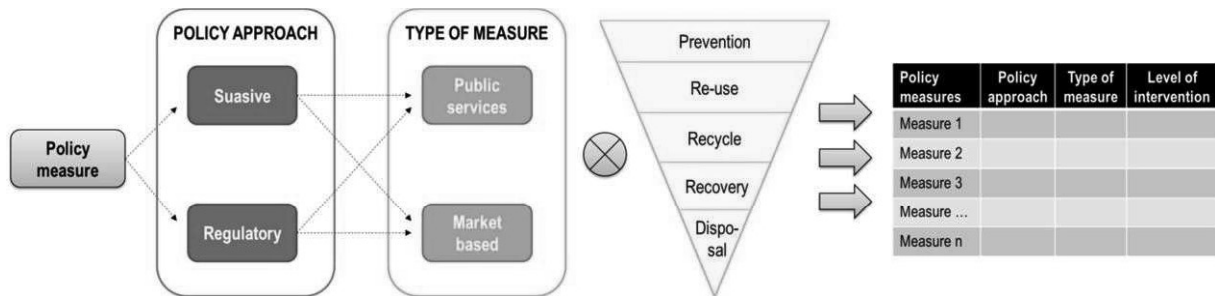 POLICY APPROACH
TYPE OF MEASURE
Policy
measure
Suasive
Regulatory
Public
services
Market
based
Prevention
Re-use
Recycle
Recovery
Dispo-
sal
Policy
measures
Policy
approach
Type of
measure
Level of
intervention
Measure 1
Measure 2
Measure 3
Measure ...
Measure n